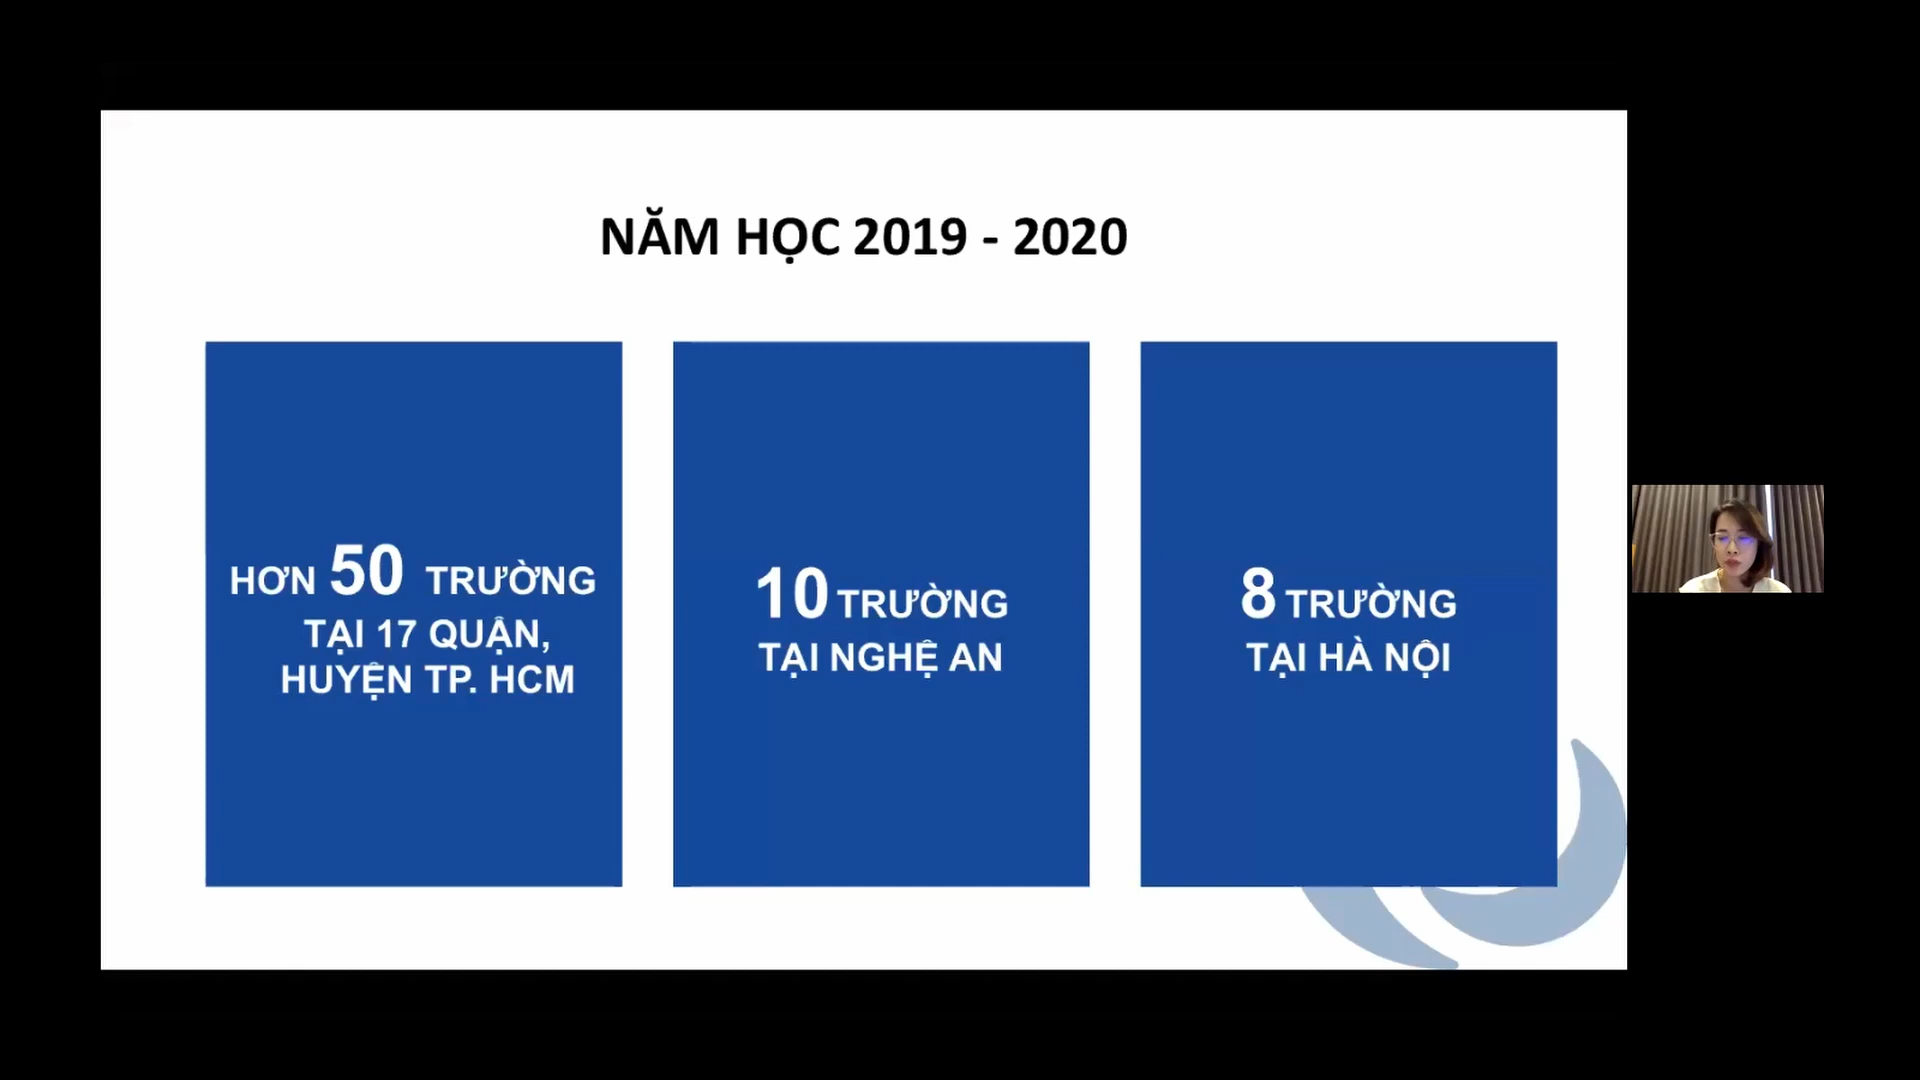 NĂM HỌC 2019 - 2020
HƠN 50 TRƯỜNG
TẠI 17 QUẬN,
HUYỆN TP. HCM
10 TRƯỜNG
TẠI NGHỆ AN
8 TRƯỜNG
TẠI HÀ NỘI